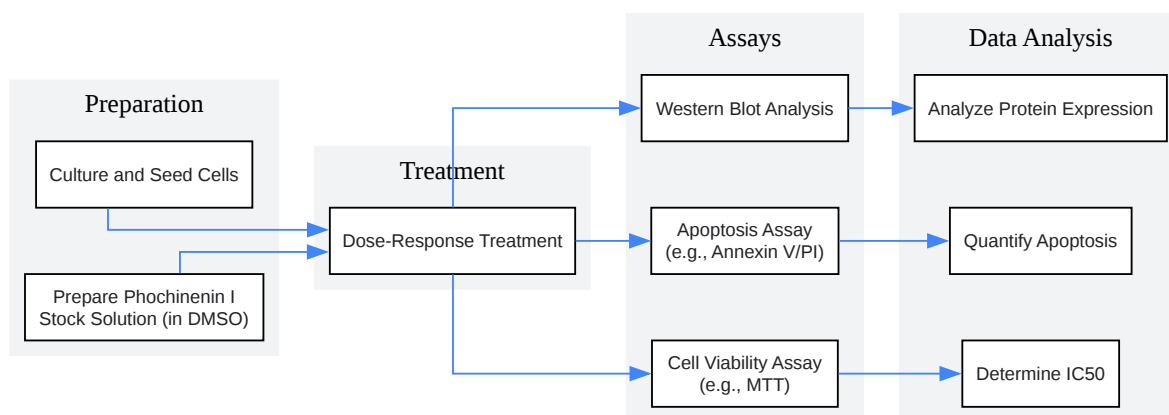 Preparation
Culture and Seed Cells
Prepare Phochinenin I
Stock Solution (in DMSO)
Treatment
Dose-Response Treatment
Assays
Western Blot Analysis
Apoptosis Assay
(e.g., Annexin V/PI)
Cell Viability Assay
(e.g., MTT)
Data Analysis
Analyze Protein Expression
Quantify Apoptosis
Determine IC50